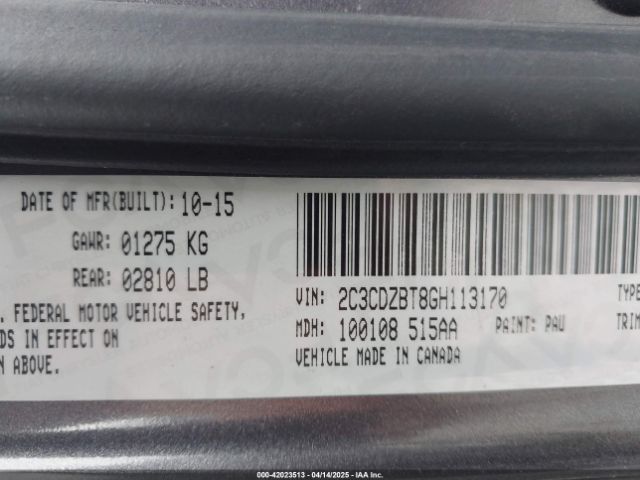 DATE OF MFR(BUILT): 10-15
GAWR: 01275 KG
REAR: 02810 LB
. FEDERAL MOTOR VEHICLE SAFETY,
DS IN EFFECT ON
N ABOVE.
VIN: 2C3CDZBT8GH113170 TYPE
MDH: 100108 515AA PAINT: PAU TRIM
VEHICLE MADE IN CANADA
000-42023513 - 04/14/2025 - IAA Inc.